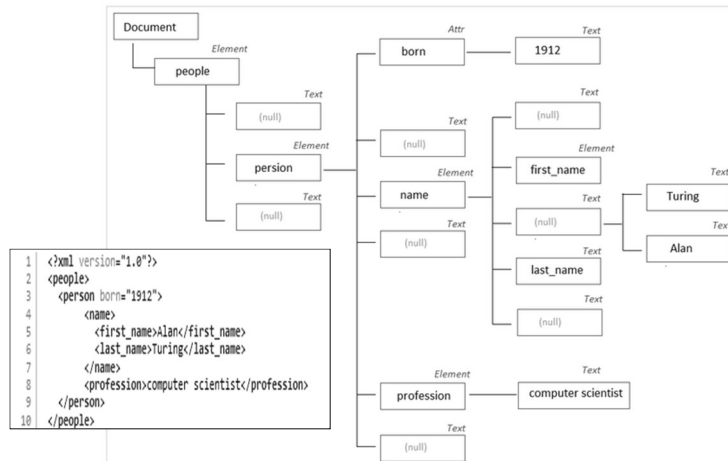 Document
Attr
Text
born
1912
Element
people
Text
(null)
Text
(null)
Text
(null)
Element
persion
Element
name
Element
first_name
Text
(null)
Text
(null)
Text
(null)
Text
Turing
Text
Alan
Text
last_name
Text
(null)
1 <?xml version="1.0"?>
2 <people>
3 <person born="1912">
4 <name>
5 <first_name>Alan</first_name>
6 <last_name>Turing</last_name>
7 </name>
8 <profession>computer scientist</profession>
9 </person>
10 </people>
Element
profession
Text
computer scientist
Text
(null)